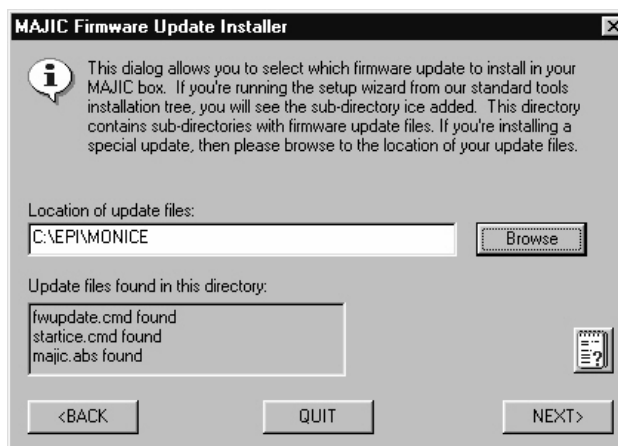 MAJIC Firmware Update Installer
This dialog allows you to select which firmware update to install in your
MAJIC box. If you're running the setup wizard from our standard tools
installation tree, you will see the sub-directory ice added. This directory
contains sub-directories with firmware update files. If you're installing a
special update, then please browse to the location of your update files.
Location of update files:
C:\EPI\MONICE
Browse
Update files found in this directory:
fwupdate.cmd found
startice.cmd found
majic.abs found
<BACK
QUIT
NEXT>